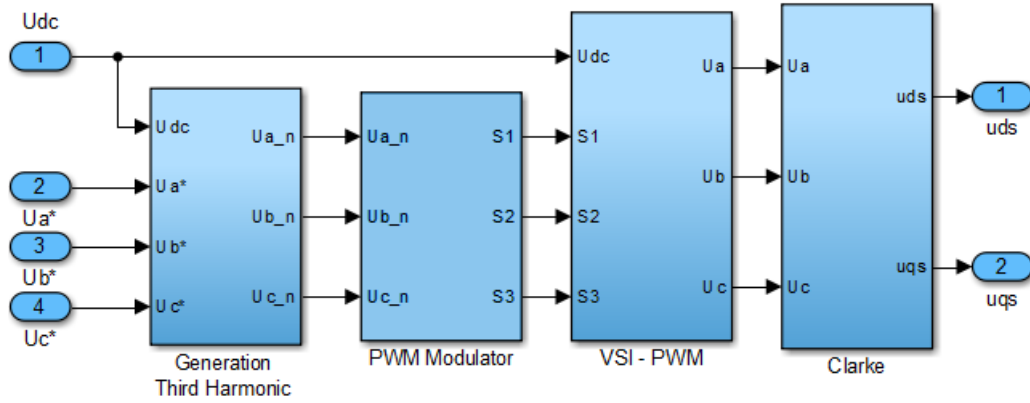 Udc
1
2
Ua*
3
Ub*
4
Uc*
Udc
Ua*
Ub*
Uc*
Ua_n
Ub_n
Uc_n
Generation
Third Harmonic
Ua_n
Ub_n
Uc_n
S1
S2
S3
PWM Modulator
Udc
S1
S2
S3
Ua
Ub
Uc
VSI - PWM
Ua
Ub
Uc
uds
uqs
Clarke
1
uds
2
uqs